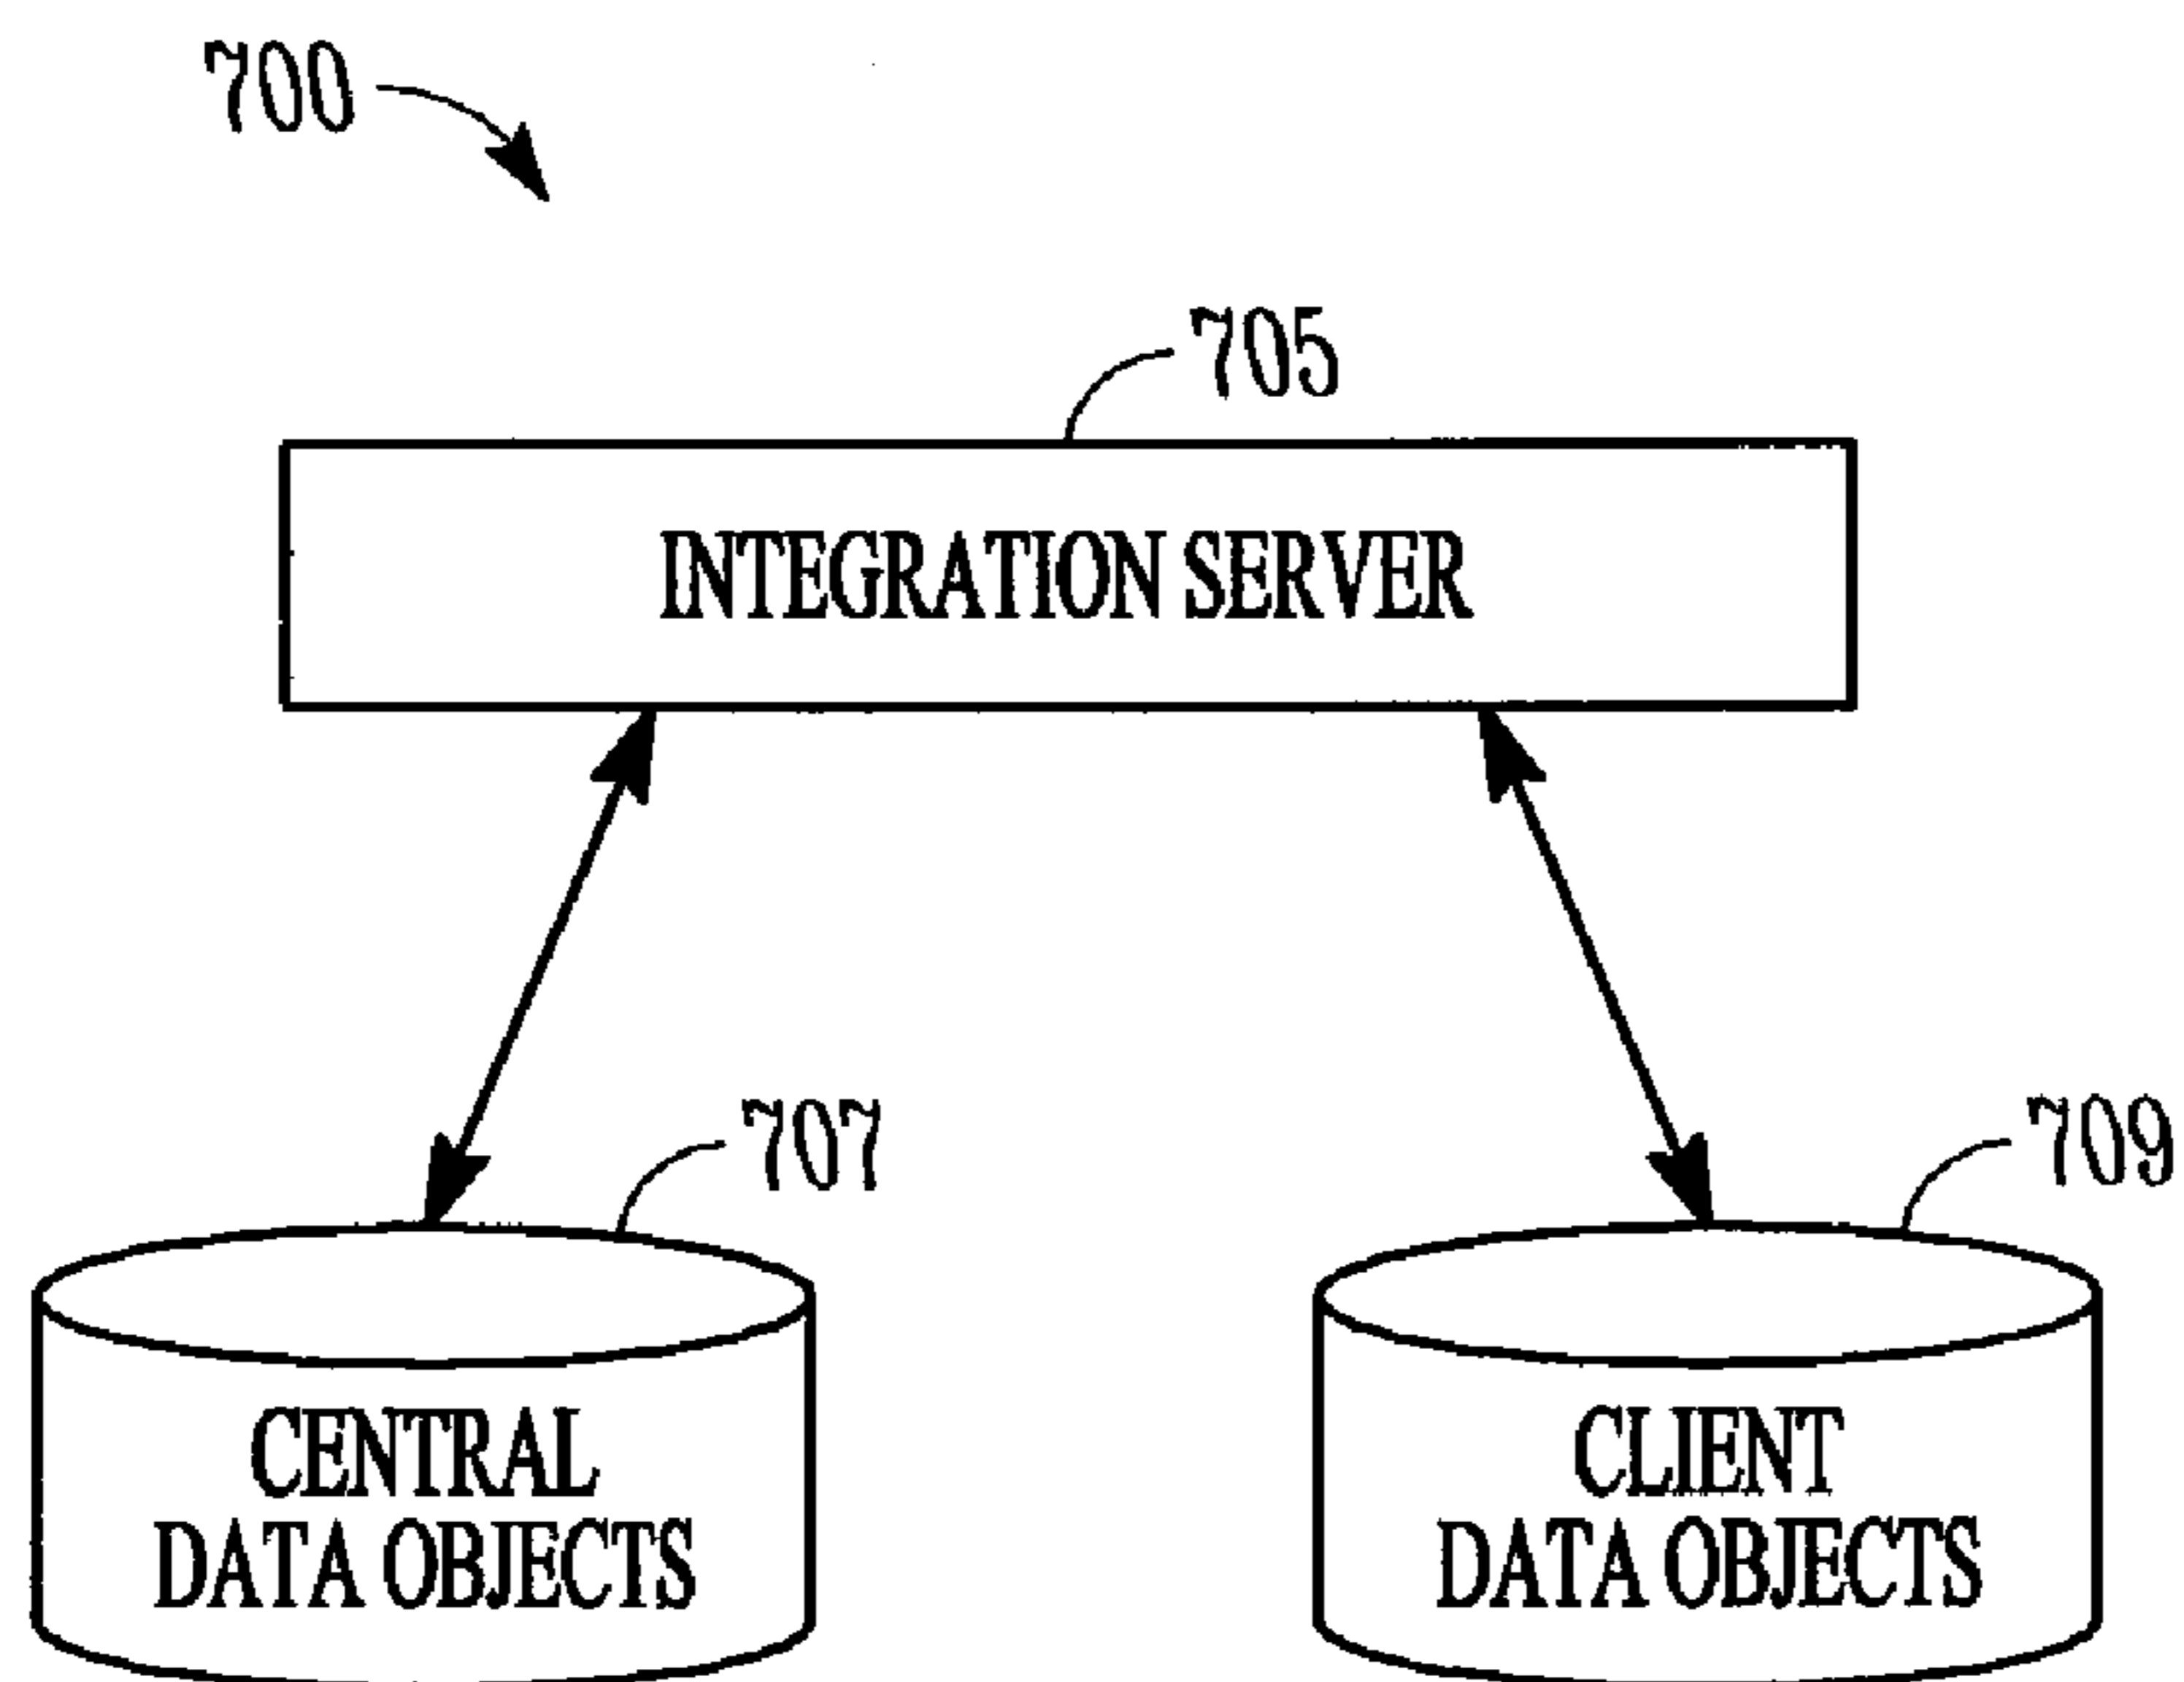 700
705
INTEGRATION SERVER
707
709
CENTRAL
DATA OBJECTS
CLIENT
DATA OBJECTS